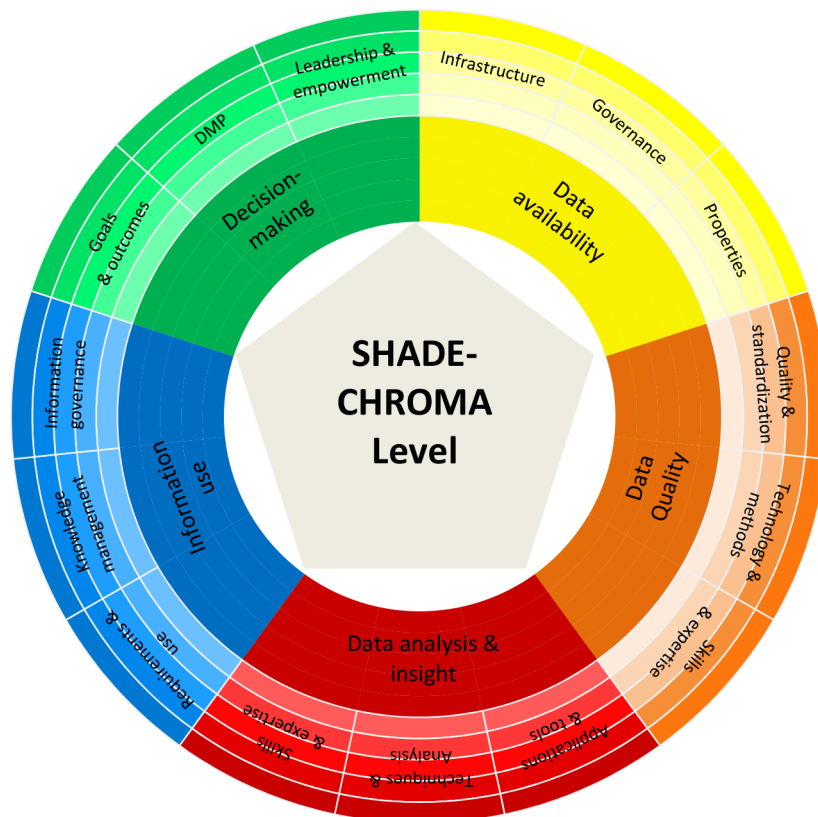 SHADE-
CHROMA
Level
Data
availability
Infrastructure
Governance
Properties
Data
Quality
Quality &
standardization
Technology &
methods
Skills
& expertise
Data analysis &
insight
Applications
& tools
Techniques &
Analysis
Skills
& expertise
Information
use
Requirements &
use
Knowledge
management
Information
governance
Decision-
making
Goals
& outcomes
DMP
Leadership &
empowerment